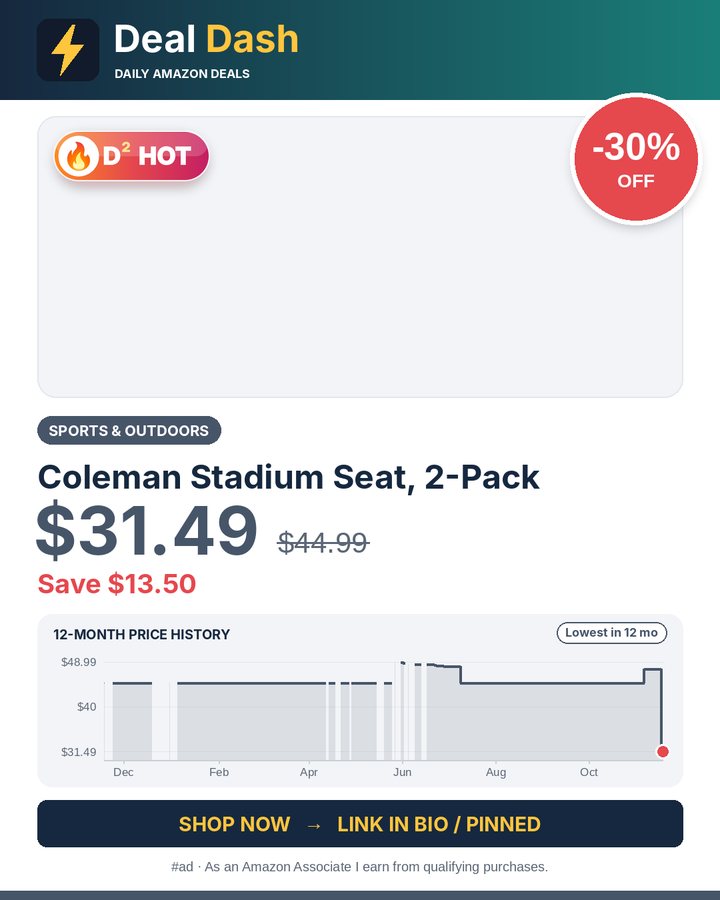 Deal Dash
DAILY AMAZON DEALS
D² HOT
-30%
OFF
SPORTS & OUTDOORS
Coleman Stadium Seat, 2-Pack
$31.49 $44.99
Save $13.50
12-MONTH PRICE HISTORY
Lowest in 12 mo
$48.99
$40
$31.49
Dec Feb Apr Jun Aug Oct
SHOP NOW → LINK IN BIO / PINNED
#ad · As an Amazon Associate I earn from qualifying purchases.